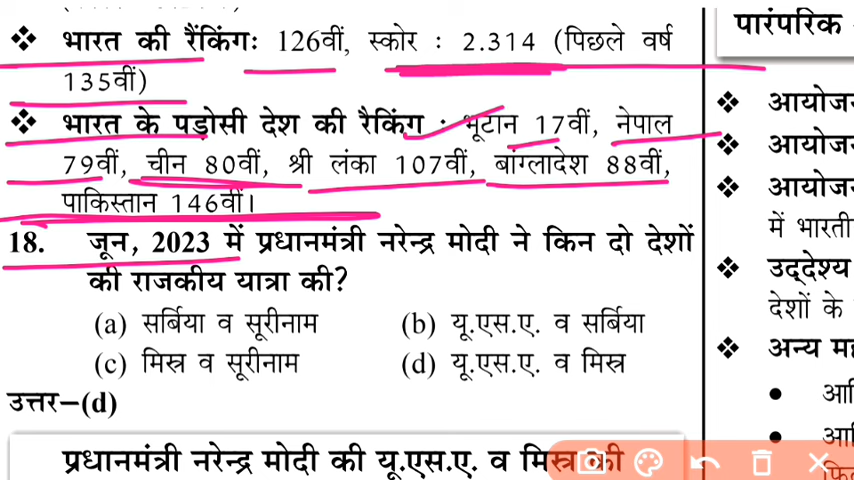 ❖ भारत की रैंकिंगः 126वीं, स्कोर : 2.314 (पिछले वर्ष
135वीं)
❖ भारत के पड़ोसी देश की रैकिंग : भूटान 17वीं, नेपाल
79वीं, चीन 80वीं, श्री लंका 107वीं, बांग्लादेश 88वीं,
पाकिस्तान 146वीं।
18. जून, 2023 में प्रधानमंत्री नरेन्द्र मोदी ने किन दो देशों
की राजकीय यात्रा की?
(a) सर्बिया व सूरीनाम (b) यू.एस.ए. व सर्बिया
(c) मिस्र व सूरीनाम (d) यू.एस.ए. व मिस्र
उत्तर–(d)
प्रधानमंत्री नरेन्द्र मोदी की यू.एस.ए. व मिस्र की
पारंपरिक
❖ आयोज
❖ आयोज
❖ आयोज
में भारती
❖ उद्देश्य
देशों के
❖ अन्य मह
• आ
• आ